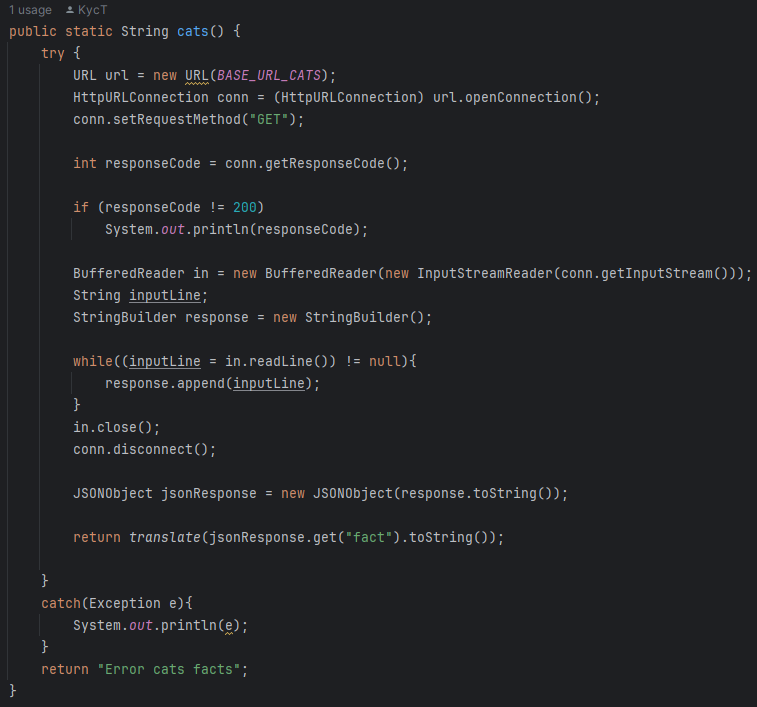 1 usage KycT
public static String cats() {
    try {
        URL url = new URL(BASE_URL_CATS);
        HttpURLConnection conn = (HttpURLConnection) url.openConnection();
        conn.setRequestMethod("GET");

        int responseCode = conn.getResponseCode();

        if (responseCode != 200)
            System.out.println(responseCode);

        BufferedReader in = new BufferedReader(new InputStreamReader(conn.getInputStream()));
        String inputLine;
        StringBuilder response = new StringBuilder();

        while((inputLine = in.readLine()) != null){
            response.append(inputLine);
        }
        in.close();
        conn.disconnect();

        JSONObject jsonResponse = new JSONObject(response.toString());

        return translate(jsonResponse.get("fact").toString());

    }
    catch(Exception e){
        System.out.println(e);
    }
    return "Error cats facts";
}